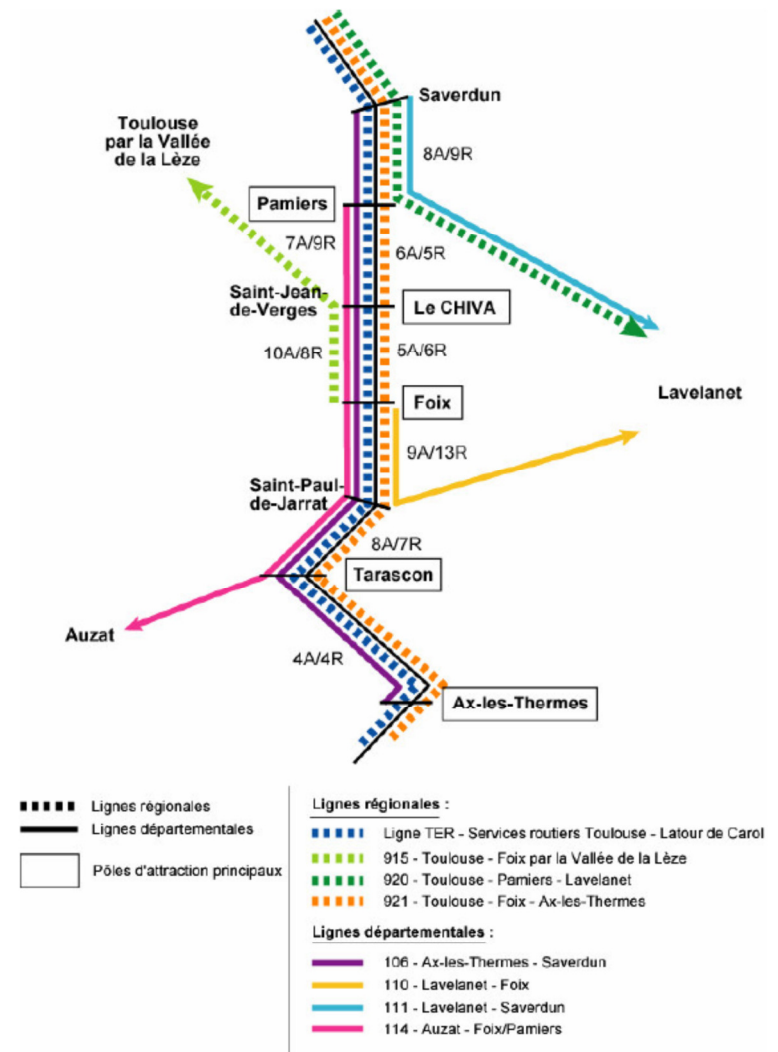 Saverdun
Toulouse
par la Vallée
de la Lèze
8A/9R
Pamiers
7A/9R
6A/5R
Saint-Jean-
de-Verges
Le CHIVA
10A/8R
5A/6R
Lavelanet
Foix
9A/13R
Saint-Paul-
de-Jarrat
8A/7R
Tarascon
Auzat
4A/4R
Ax-les-Thermes
Lignes régionales
Lignes départementales
Pôles d'attraction principaux
Lignes régionales :
Ligne TER - Services routiers Toulouse - Latour de Carol
915 - Toulouse - Foix par la Vallée de la Lèze
920 - Toulouse - Pamiers - Lavelanet
921 - Toulouse - Foix - Ax-les-Thermes
Lignes départementales :
106 - Ax-les-Thermes - Saverdun
110 - Lavelanet - Foix
111 - Lavelanet - Saverdun
114 - Auzat - Foix/Pamiers